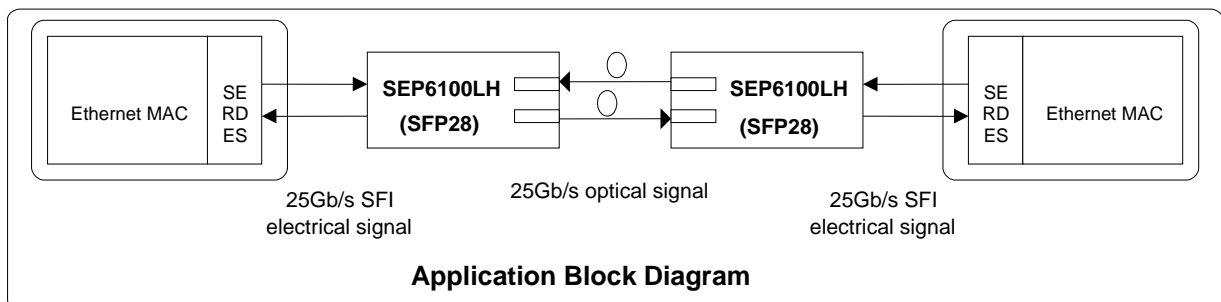 Ethernet MAC
SE
RD
ES
SEP6100LH
(SFP28)
SEP6100LH
(SFP28)
SE
RD
ES
Ethernet MAC
25Gb/s SFI
electrical signal
25Gb/s optical signal
25Gb/s SFI
electrical signal
Application Block Diagram